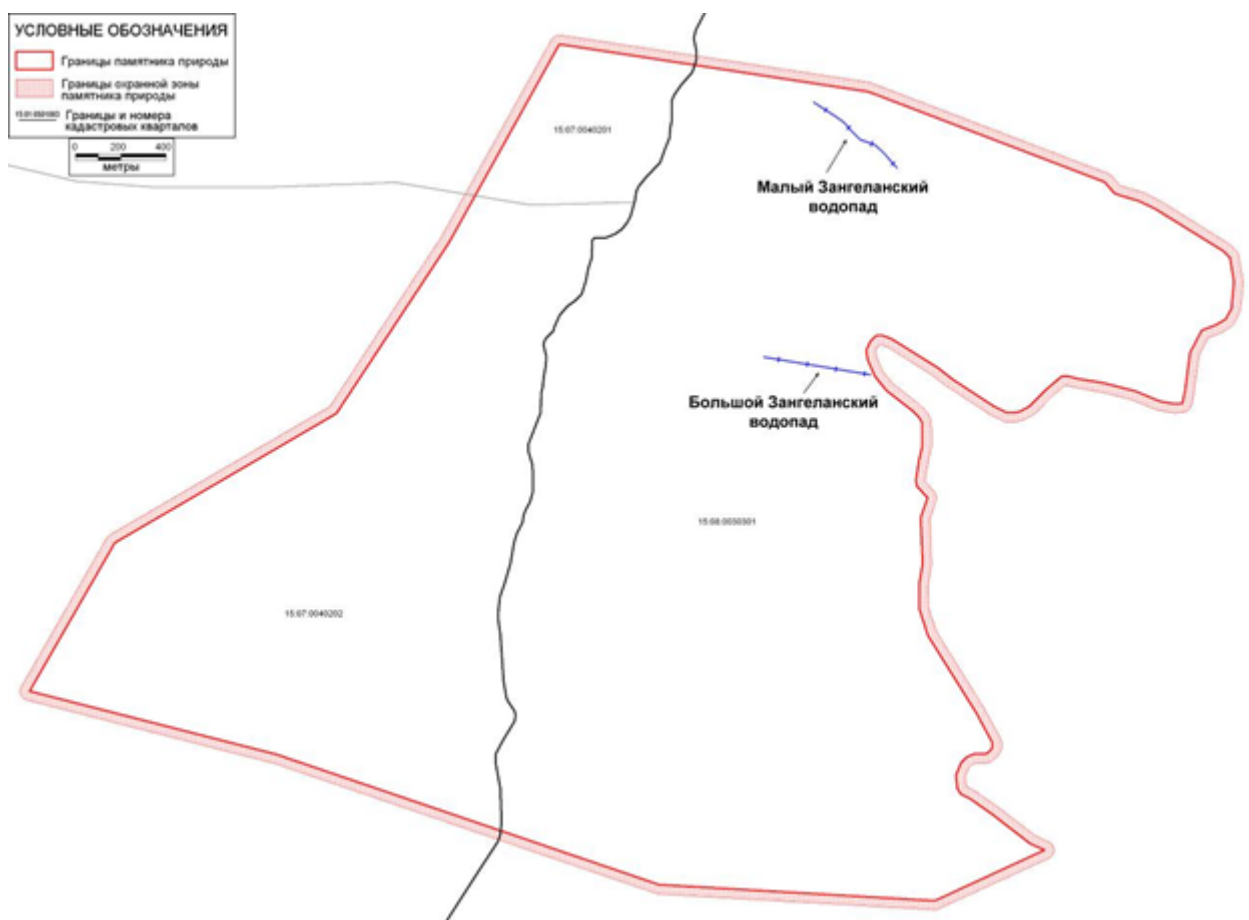 УСЛОВНЫЕ ОБОЗНАЧЕНИЯ
Границы памятника природы
Границы охранной зоны
памятника природы
Границы и номера
кадастровых кварталов
0 200 400
метры
15:07:0040201
Малый Зангеланский
водопад
Большой Зангеланский
водопад
15:08:0030301
15:07:0040202